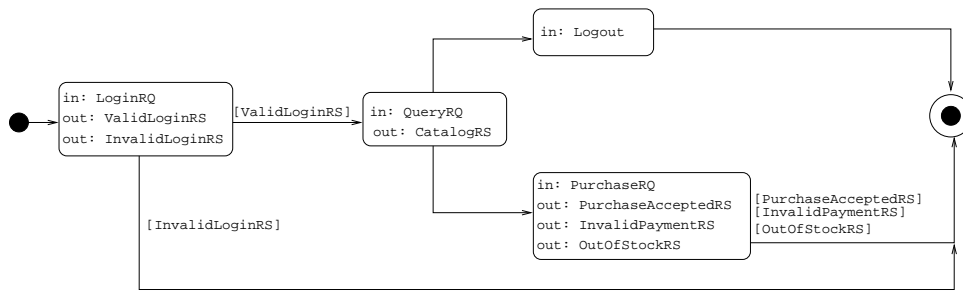 in: Logout
in: LoginRQ
out: ValidLoginRS
out: InvalidLoginRS
[ValidLoginRS]
in: QueryRQ
out: CatalogRS
in: PurchaseRQ
out: PurchaseAcceptedRS
out: InvalidPaymentRS
out: OutOfStockRS
[PurchaseAcceptedRS]
[InvalidPaymentRS]
[OutOfStockRS]
[InvalidLoginRS]